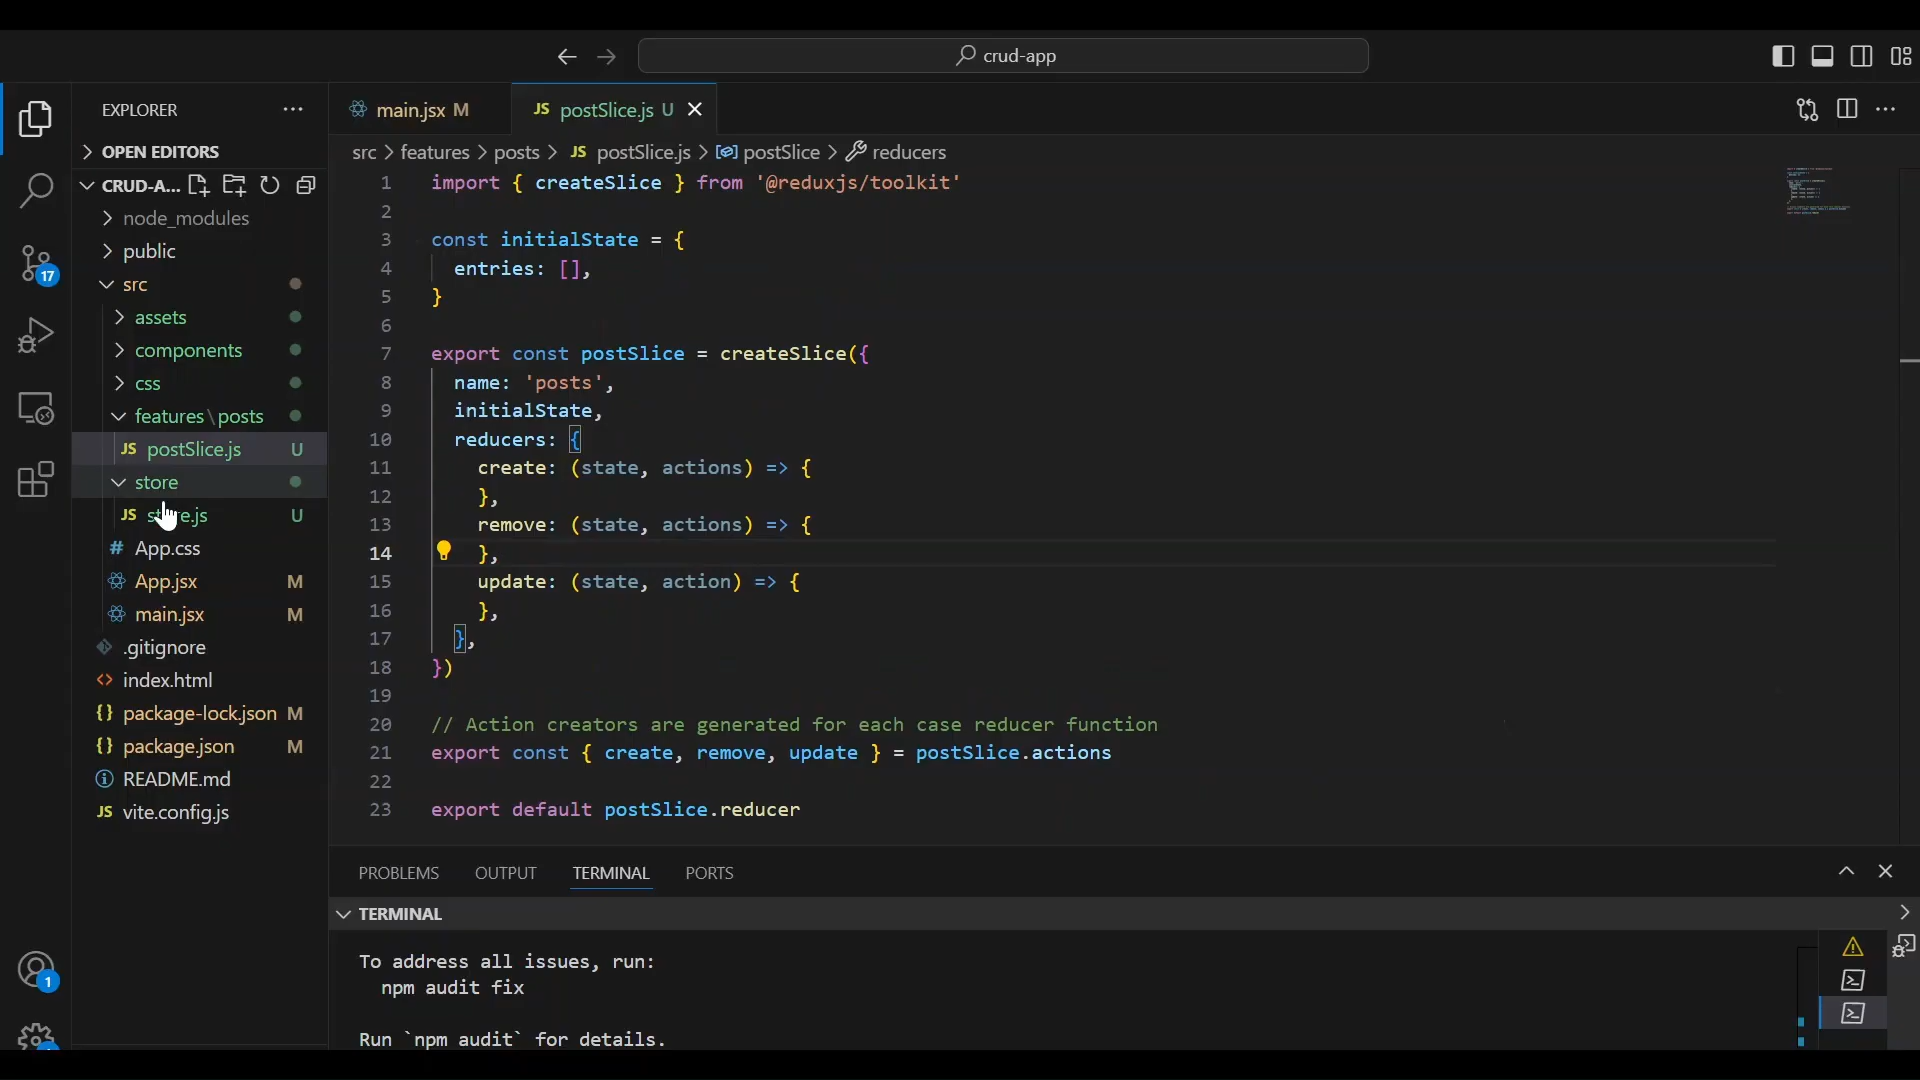 crud-app
EXPLORER
main.jsx M
JS postSlice.js U
OPEN EDITORS
src > features > posts > JS postSlice.js > postSlice > reducers
CRUD-A...
node_modules
public
src
assets
components
css
features\posts
JS postSlice.js U
store
JS U
# App.css
App.jsx M
main.jsx M
.gitignore
<> index.html
{} package-lock.json M
{} package.json M
README.md
JS vite.config.js
17
1
1 import { createSlice } from '@reduxjs/toolkit'
2
3 const initialState = {
4 entries: [],
5 }
6
7 export const postSlice = createSlice({
8 name: 'posts',
9 initialState,
10 reducers: {
11 create: (state, actions) => {
12 },
13 remove: (state, actions) => {
14 },
15 update: (state, action) => {
16 },
17 },
18 })
19
20 // Action creators are generated for each case reducer function
21 export const { create, remove, update } = postSlice.actions
22
23 export default postSlice.reducer
PROBLEMS OUTPUT TERMINAL PORTS
TERMINAL
To address all issues, run:
npm audit fix
Run `npm audit` for details.